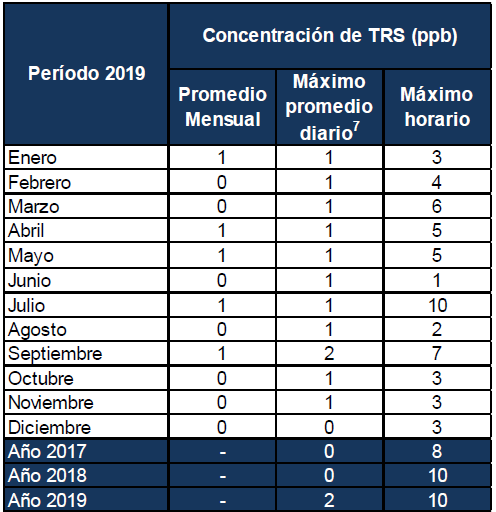 Período 2019
Concentración de TRS (ppb)
Promedio Mensual
Máximo promedio diario7
Máximo horario
Enero 1 1 3
Febrero 0 1 4
Marzo 0 1 6
Abril 1 1 5
Mayo 1 1 5
Junio 0 1 1
Julio 1 1 10
Agosto 0 1 2
Septiembre 1 2 7
Octubre 0 1 3
Noviembre 0 1 3
Diciembre 0 0 3
Año 2017 - 0 8
Año 2018 - 0 10
Año 2019 - 2 10